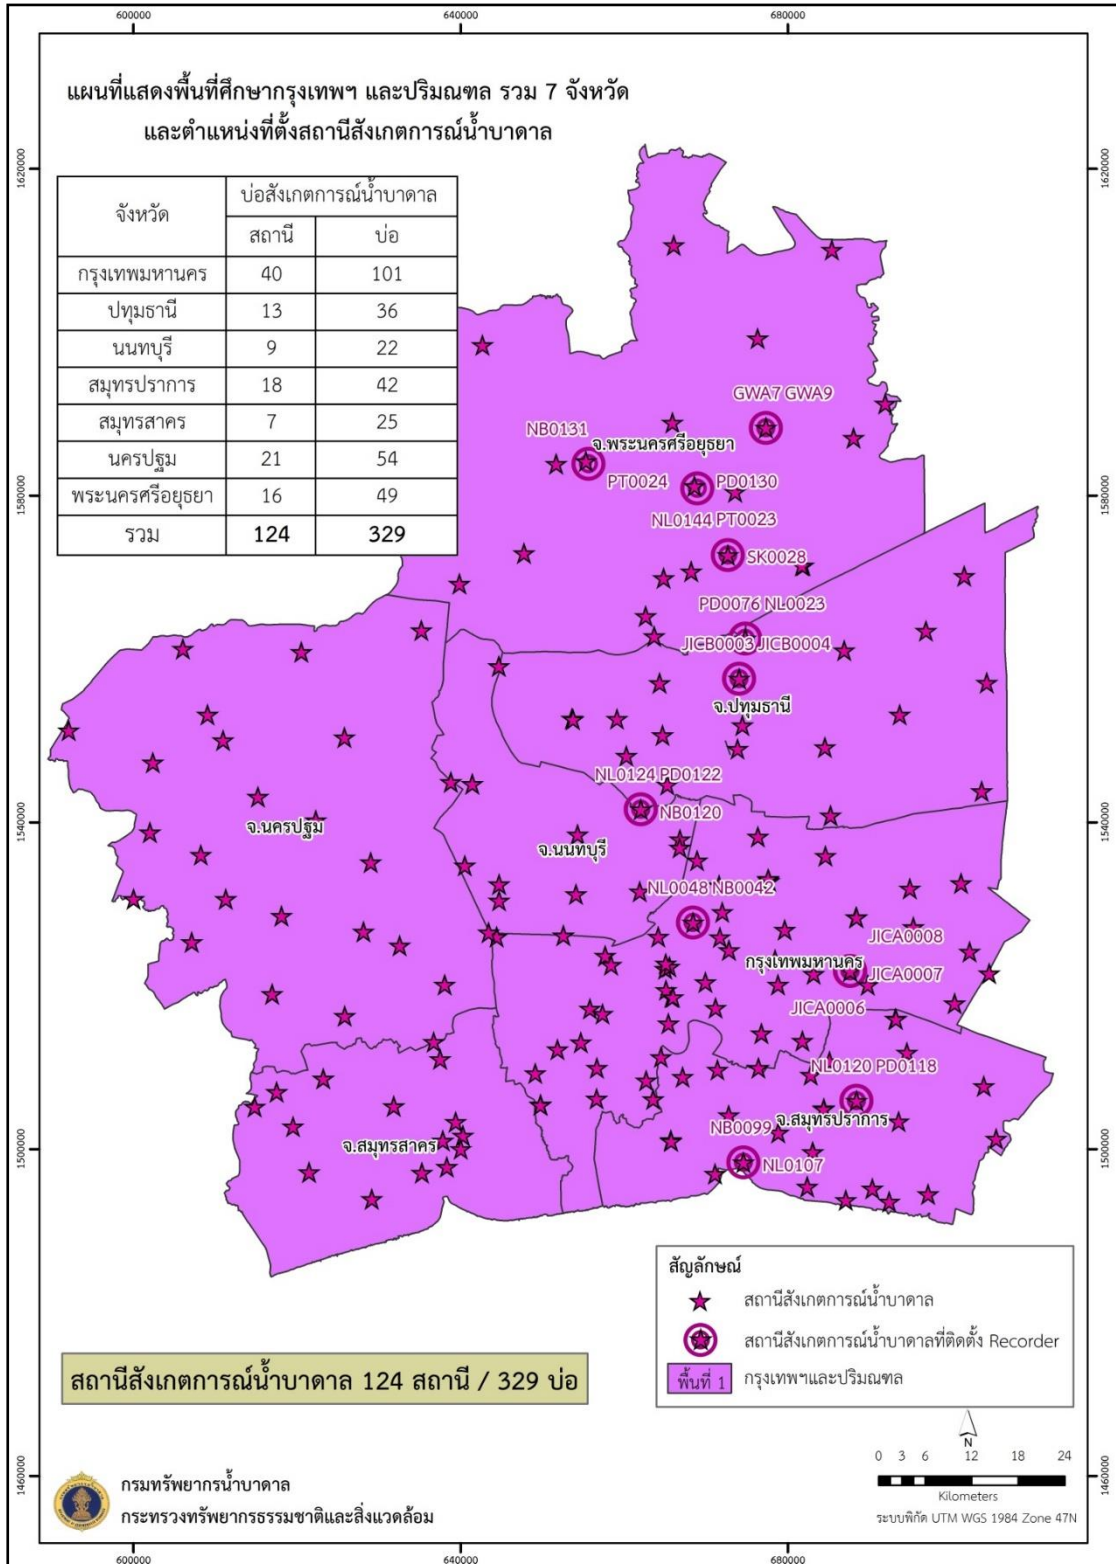 600000 640000 680000
แผนที่แสดงพื้นที่ศึกษากรุงเทพฯ และปริมณฑล รวม 7 จังหวัด
และตำแหน่งที่ตั้งสถานีสังเกตการณ์น้ำบาดาล
จังหวัด บ่อสังเกตการณ์น้ำบาดาล
สถานี บ่อ
กรุงเทพมหานคร 40 101
ปทุมธานี 13 36
นนทบุรี 9 22
สมุทรปราการ 18 42
สมุทรสาคร 7 25
นครปฐม 21 54
พระนครศรีอยุธยา 16 49
รวม 124 329
1620000 1620000
GWA7 GWA9
NB0131
จ.พระนครศรีอยุธยา
PT0024 PD0130
1580000 1580000
NL0144 PT0023
SK0028
PD0076 NL0023
JICB0003 JICB0004
จ.ปทุมธานี
NL0124 PD0122
NB0120
1540000 1540000
จ.นครปฐม
จ.นนทบุรี
NL0048 NB0042
JICA0008
กรุงเทพมหานคร
JICA0007
JICA0006
NL0120 PD0118
จ.สมุทรปราการ
NB0099
จ.สมุทรสาคร
1500000 1500000
NL0107
สัญลักษณ์
สถานีสังเกตการณ์น้ำบาดาล
สถานีสังเกตการณ์น้ำบาดาลที่ติดตั้ง Recorder
พื้นที่ 1 กรุงเทพฯและปริมณฑล
สถานีสังเกตการณ์น้ำบาดาล 124 สถานี / 329 บ่อ
N
0 3 6 12 18 24
Kilometers
ระบบพิกัด UTM WGS 1984 Zone 47N
1460000 1460000
กรมทรัพยากรน้ำบาดาล
กระทรวงทรัพยากรธรรมชาติและสิ่งแวดล้อม
600000 640000 680000